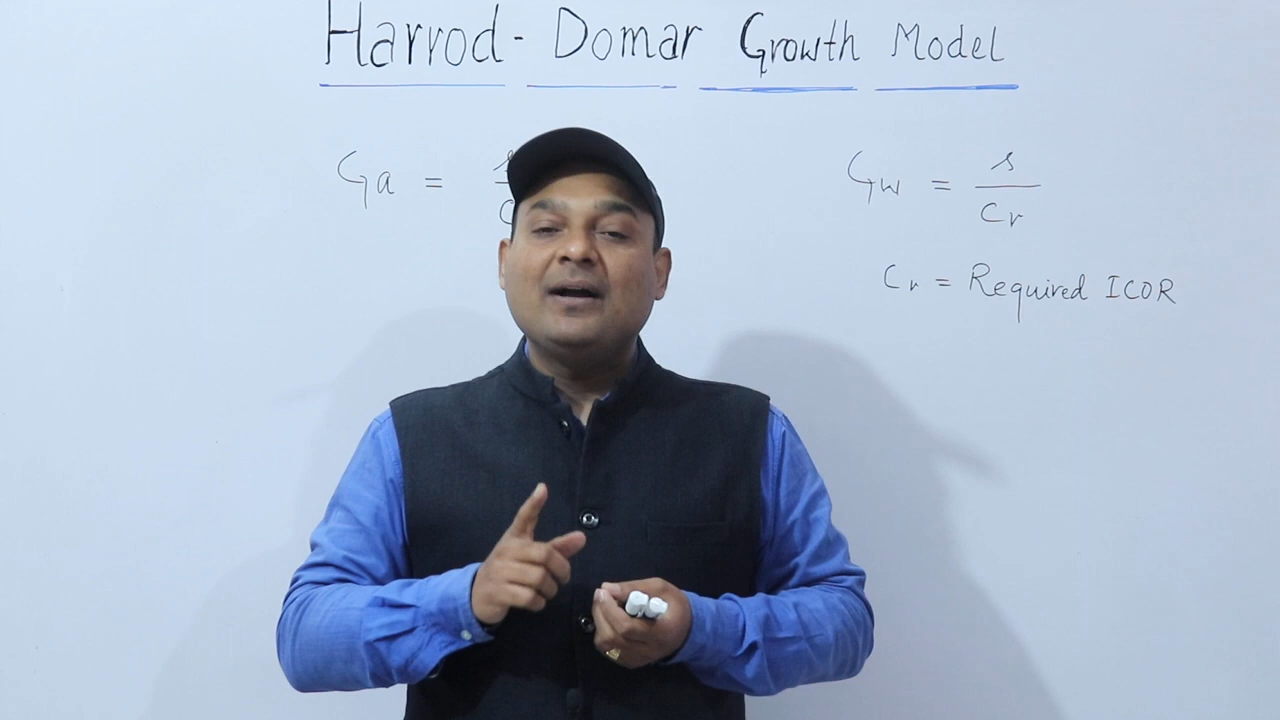 Harrod - Domar Growth Model
Ga = s
c
Gw = s
cr
Cr = Required ICOR